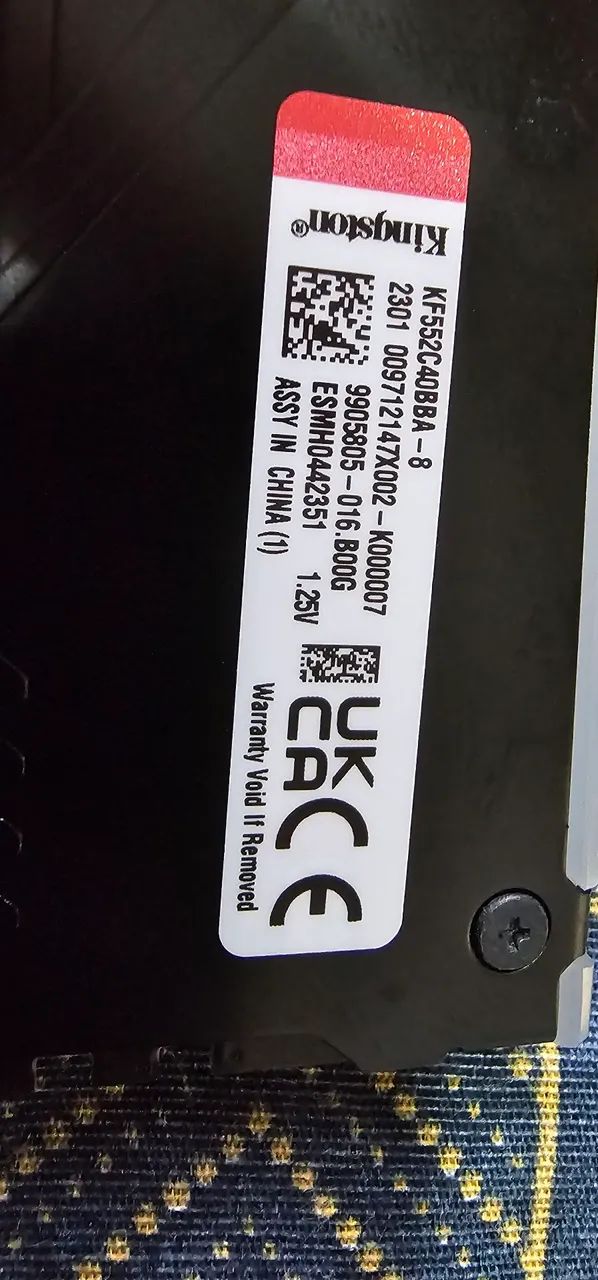 Kingston®
KF552C40BBA-8
2301 009712147X002-K000007
9905805-016.B00G
ESMH0442351 1.25V
ASSY IN CHINA (1)
UK
CA
CE
Warranty Void If Removed